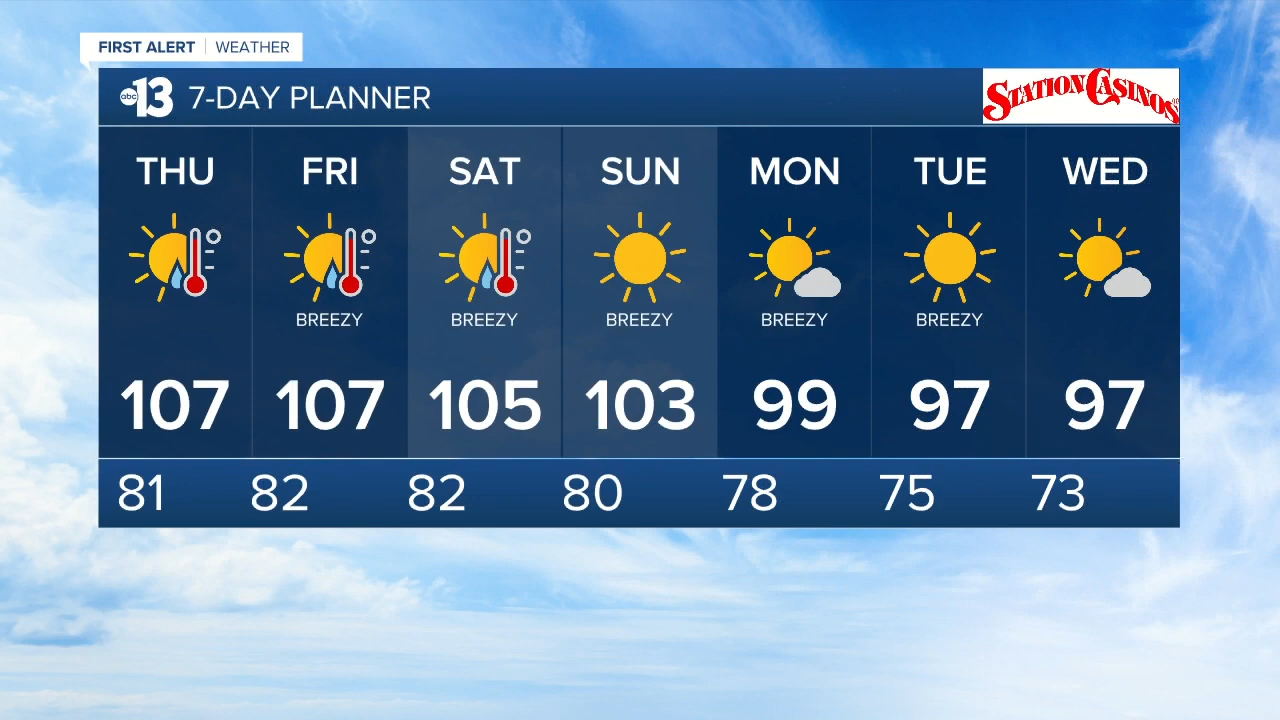 FIRST ALERT WEATHER
abc 13 7-DAY PLANNER STATION CASINOS
THU FRI SAT SUN MON TUE WED
BREEZY BREEZY BREEZY BREEZY BREEZY
107 107 105 103 99 97 97
81 82 82 80 78 75 73